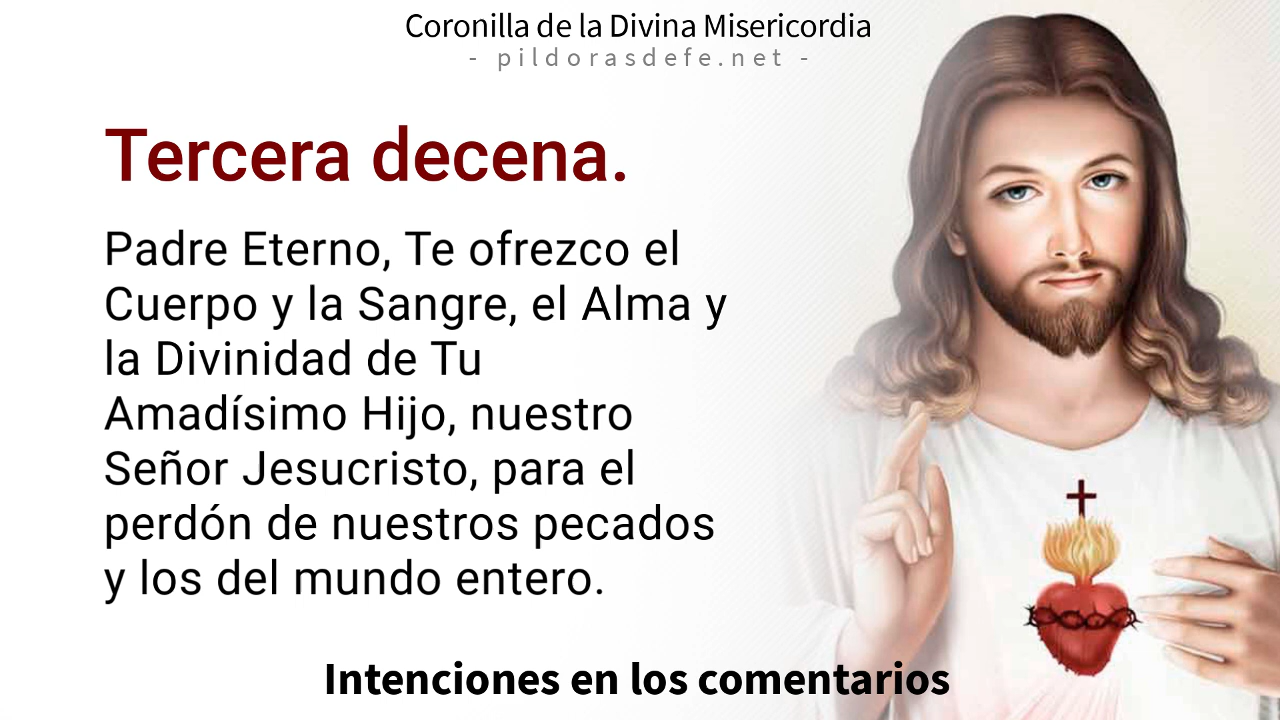 Coronilla de la Divina Misericordia
- pildorasdefe.net -
Tercera decena.
Padre Eterno, Te ofrezco el
Cuerpo y la Sangre, el Alma y
la Divinidad de Tu
Amadísimo Hijo, nuestro
Señor Jesucristo, para el
perdón de nuestros pecados
y los del mundo entero.
Intenciones en los comentarios